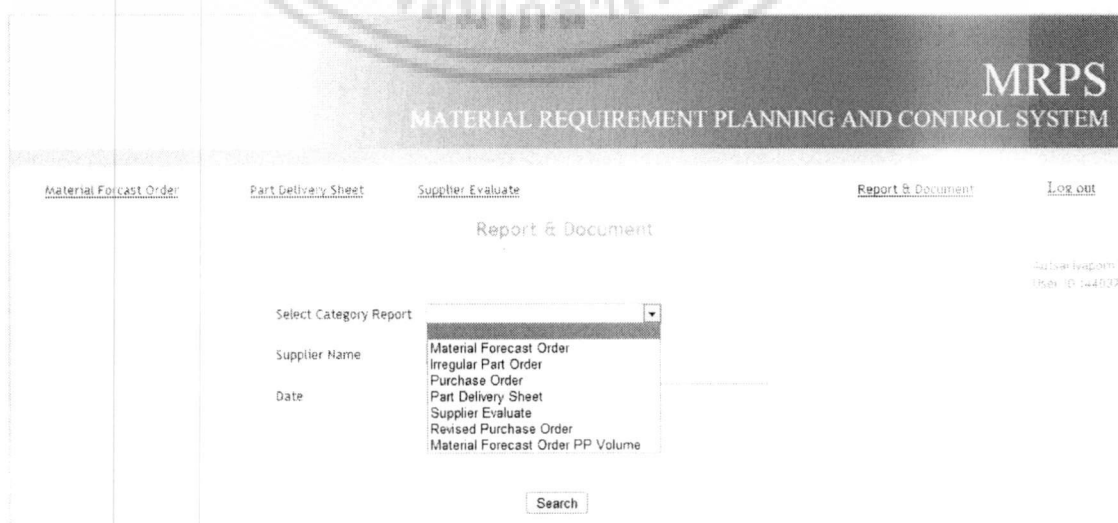 MRPS
MATERIAL REQUIREMENT PLANNING AND CONTROL SYSTEM
Material Forcast Order Part Delivery Sheet Supplier Evaluate Report & Document Log out
Report & Document
Select Category Report
Supplier Name
Date
Material Forecast Order
Irregular Part Order
Purchase Order
Part Delivery Sheet
Supplier Evaluate
Revised Purchase Order
Material Forecast Order PP Volume
Search